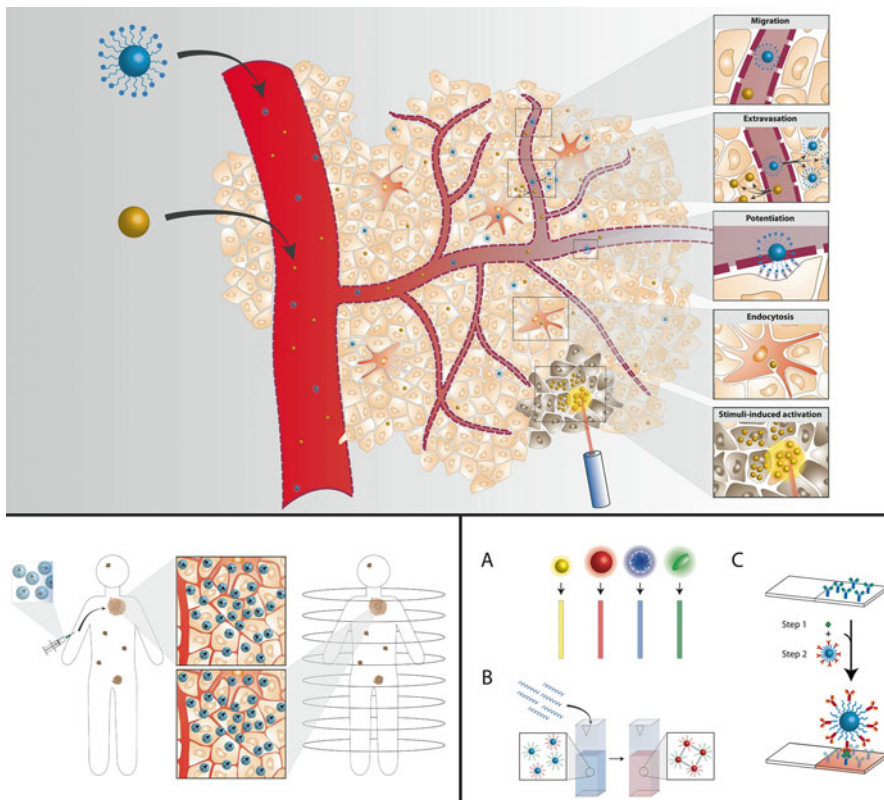 Migration
Extravasation
Potentiation
Endocytosis
Stimuli-induced activation
A
B
C
Step 1
+
Step 2